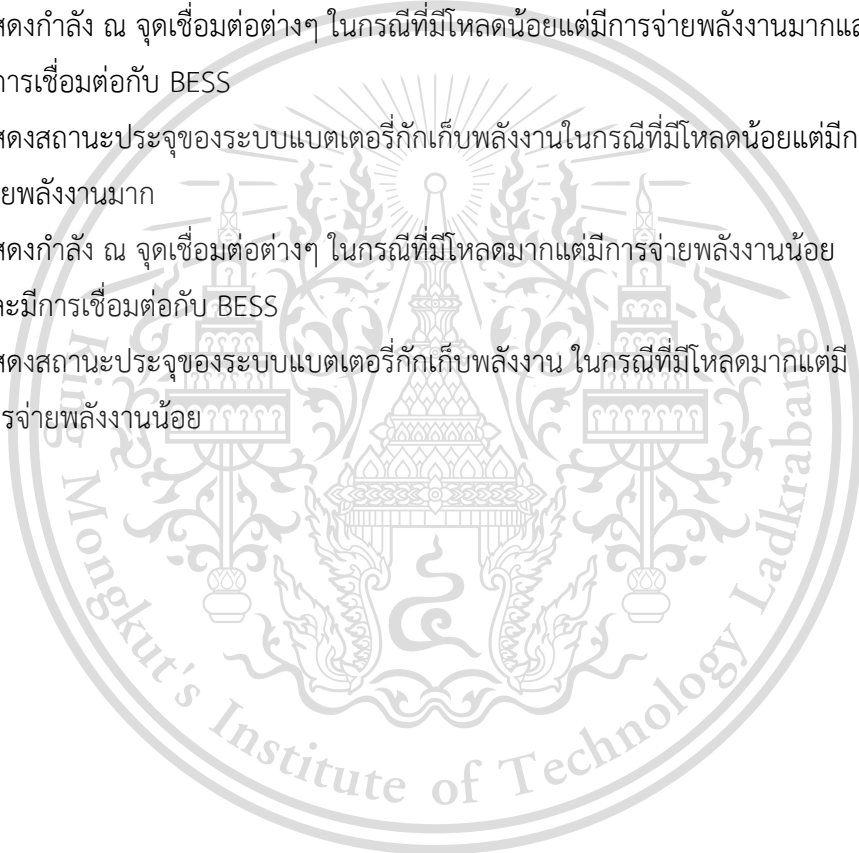 สดงกำลัง ณ จุดเชื่อมต่อต่างๆ ในกรณีที่มีโหลดน้อยแต่มีการจ่ายพลังงานมากแล
การเชื่อมต่อกับ BESS
สดงสถานะประจุของระบบแบตเตอรี่กักเก็บพลังงานในกรณีที่มีโหลดน้อยแต่มีก
ยพลังงานมาก
สดงกำลัง ณ จุดเชื่อมต่อต่างๆ ในกรณีที่มีโหลดมากแต่มีการจ่ายพลังงานน้อย
ละมีการเชื่อมต่อกับ BESS
สดงสถานะประจุของระบบแบตเตอรี่กักเก็บพลังงาน ในกรณีที่มีโหลดมากแต่มี
รจ่ายพลังงานน้อย
King Mongkut's Institute of Technology Ladkrabang